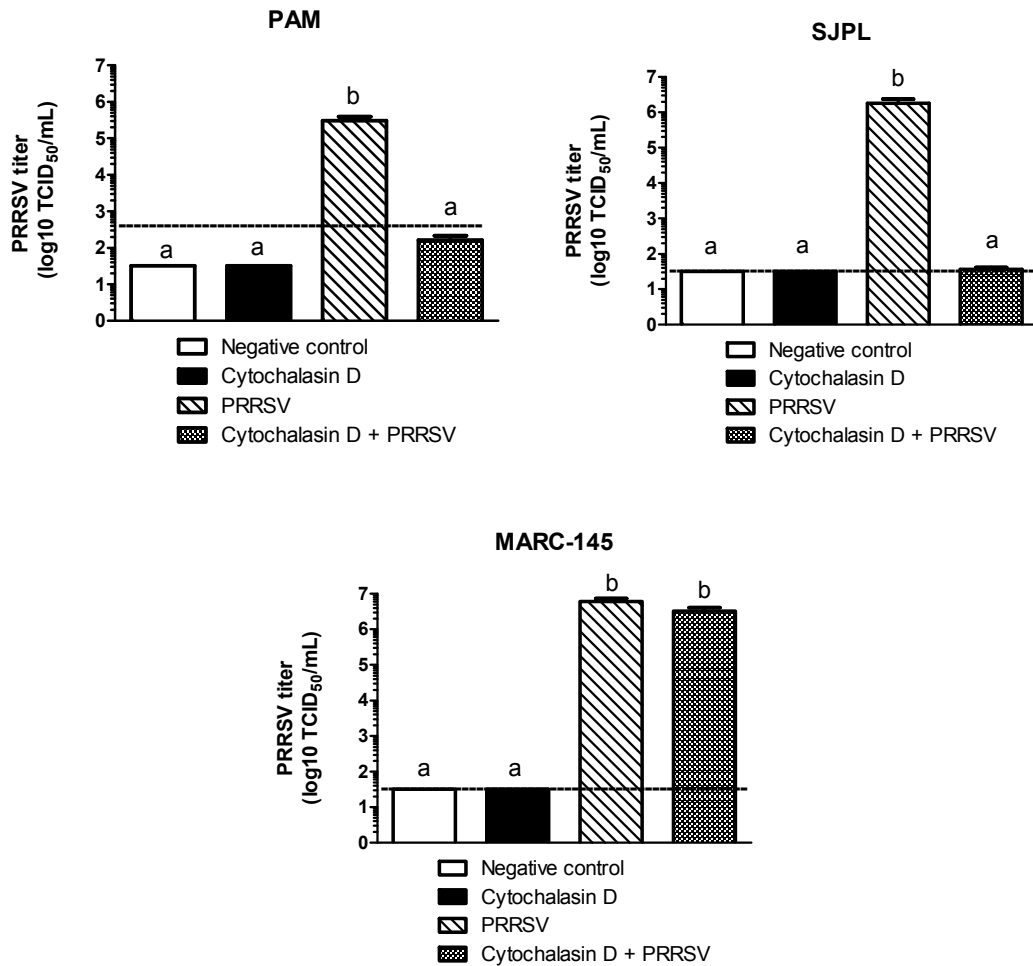 PAM
PRRSV titer
(log10 TCID50/mL)
7
6
5
4
3
2
1
0
a
a
b
a
Negative control
Cytochalasin D
PRRSV
Cytochalasin D + PRRSV
SJPL
PRRSV titer
(log10 TCID50/mL)
7
6
5
4
3
2
1
0
a
a
b
a
Negative control
Cytochalasin D
PRRSV
Cytochalasin D + PRRSV
MARC-145
PRRSV titer
(log10 TCID50/mL)
7
6
5
4
3
2
1
0
a
a
b
b
Negative control
Cytochalasin D
PRRSV
Cytochalasin D + PRRSV